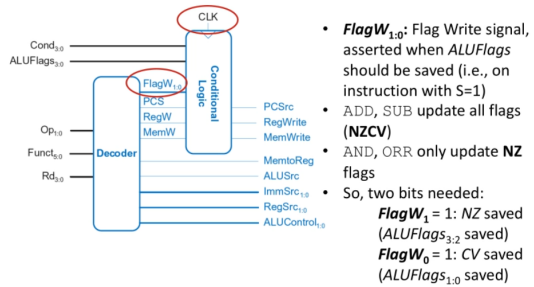 CLK
Cond3:0
ALUFlags3:0
Conditional
Logic
FlagW1:0
PCS
RegW
MemW
PCSrc
RegWrite
MemWrite
Op1:0
Funct5:0
Rd3:0
Decoder
MemtoReg
ALUSrc
ImmSrc1:0
RegSrc1:0
ALUControl1:0
• FlagW1:0: Flag Write signal,
asserted when ALUFlags
should be saved (i.e., on
instruction with S=1)
• ADD, SUB update all flags
(NZCV)
• AND, ORR only update NZ
flags
• So, two bits needed:
FlagW1 = 1: NZ saved
(ALUFlags3:2 saved)
FlagW0 = 1: CV saved
(ALUFlags1:0 saved)